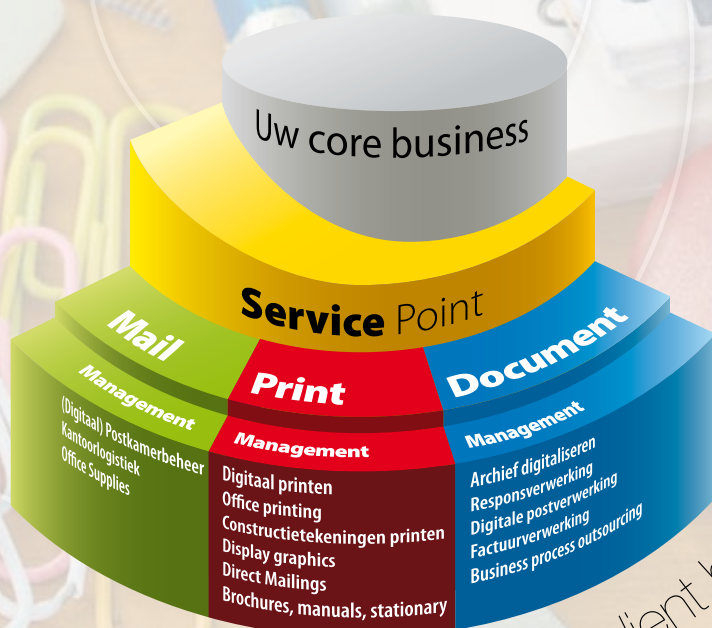 Uw core business
Service Point
Mail
Management
(Digitaal) Postkamerbeheer
Kantoorlogistiek
Office Supplies
Print
Management
Digitaal printen
Office printing
Constructietekeningen printen
Display graphics
Direct Mailings
Brochures, manuals, stationary
Document
Management
Archief digitaliseren
Responsverwerking
Digitale postverwerking
Factuurverwerking
Business process outsourcing